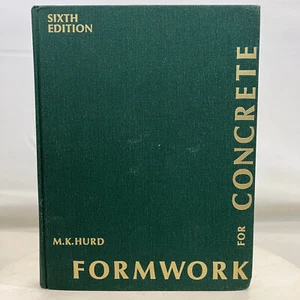 SIXTH
EDITION
M.K.HURD
FORMWORK
FOR CONCRETE